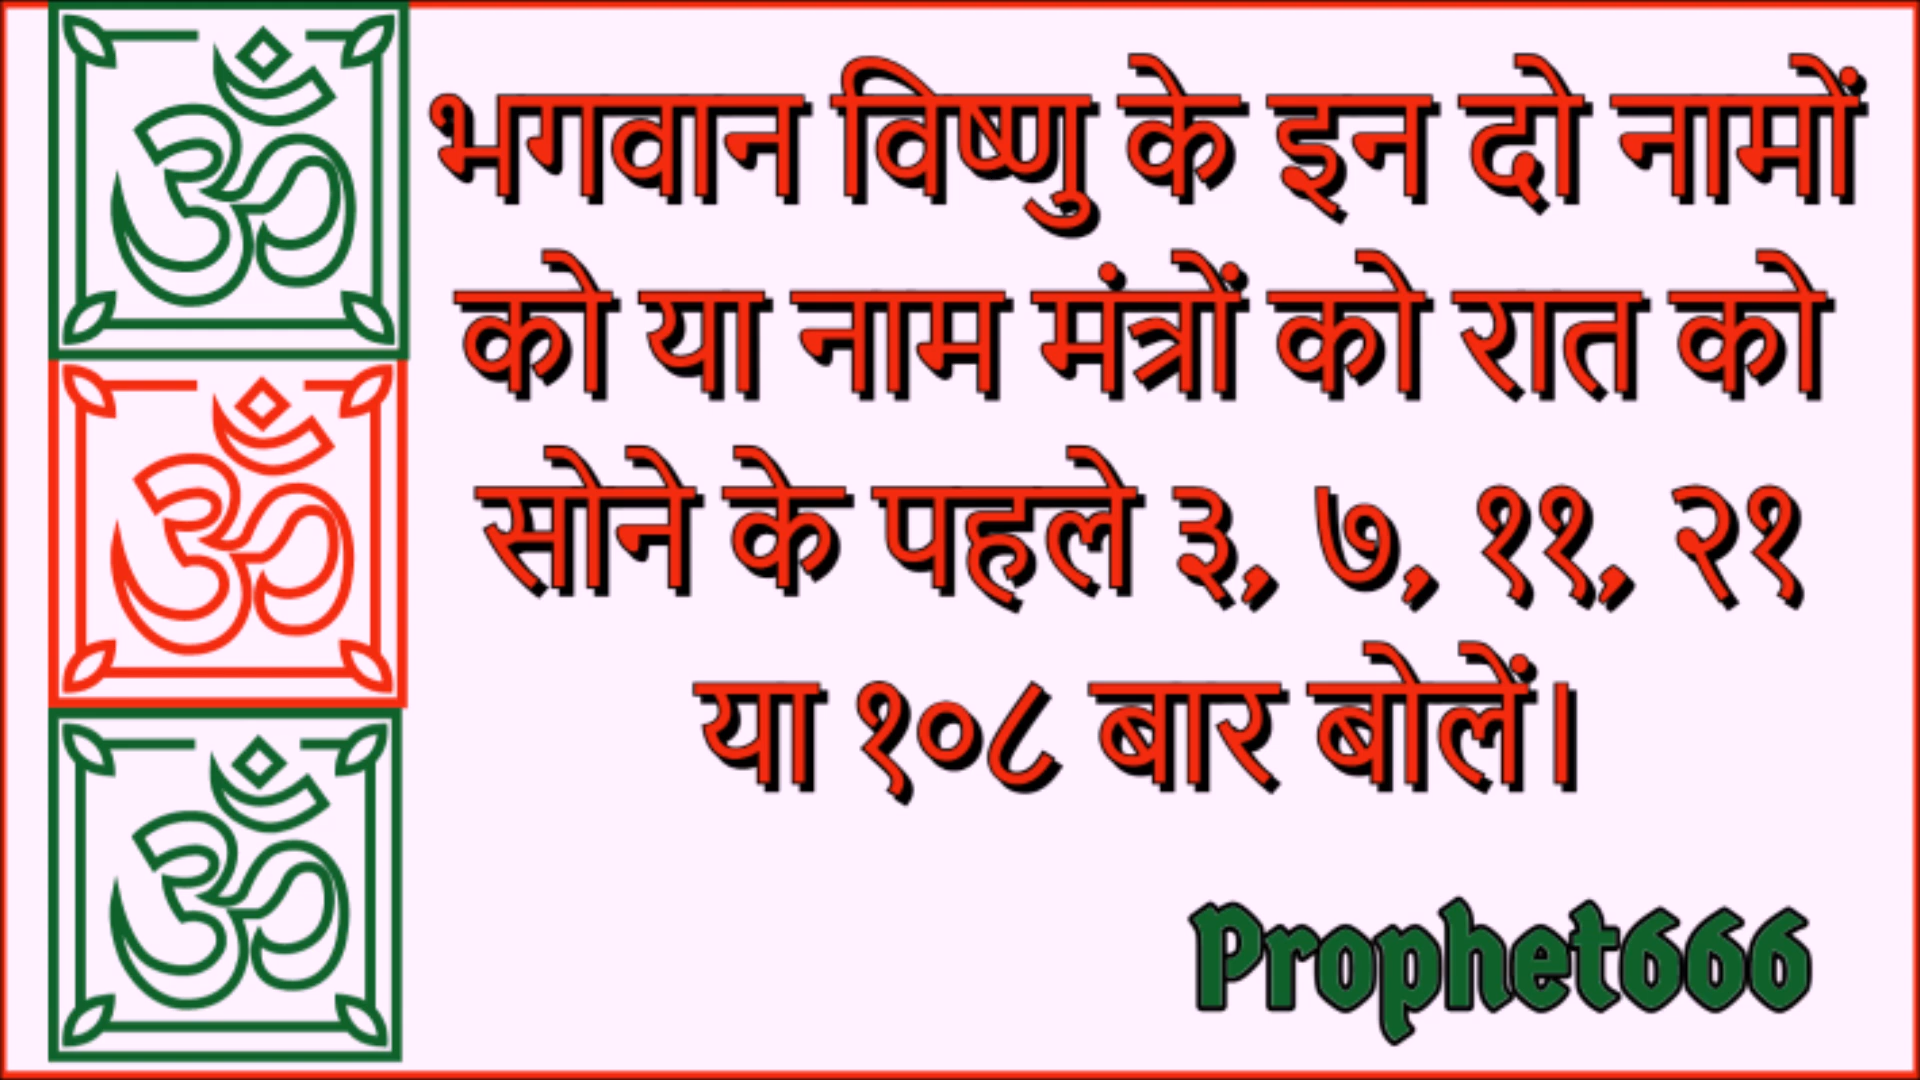 भगवान विष्णु के इन दो नामों
को या नाम मंत्रों को रात को
सोने के पहले ३, ७, ११, २१
या १०८ बार बोलें।
Prophet666
ॐ
ॐ
ॐ